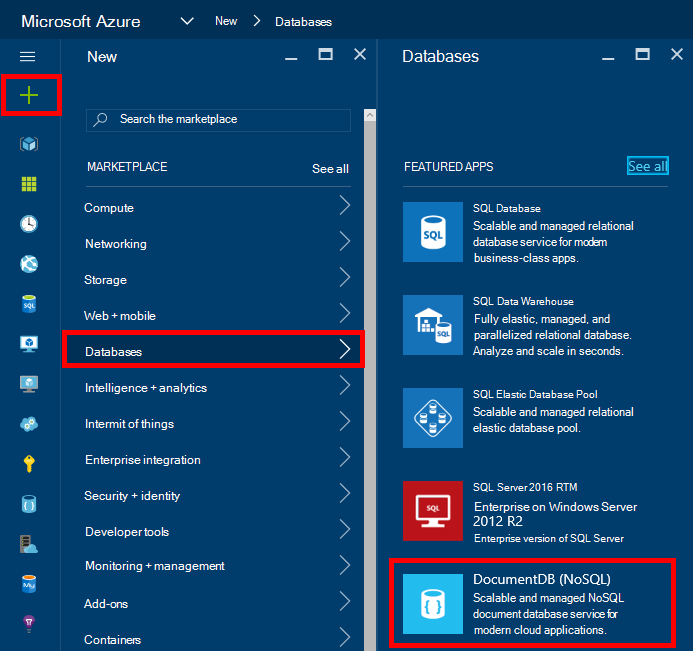 Microsoft Azure New Databases
New
Search the marketplace
MARKETPLACE See all
Compute
Networking
Storage
Web + mobile
Databases
Intelligence + analytics
Intermit of things
Enterprise integration
Security + identity
Developer tools
Monitoring + management
Add-ons
Containers
Databases
FEATURED APPS See all
SQL
SQL Database
Scalable and managed relational
database service for modern
business-class apps.
SQL
SQL Data Warehouse
Fully elastic, managed, and
parallelized relational database.
Analyze and scale in seconds.
SQL Elastic Database Pool
Scalable and managed relational
elastic database pool.
SQL
SQL Server 2016 RTM
Enterprise on Windows Server
2012 R2
Enterprise version of SQL Server
DocumentDB (NoSQL)
Scalable and managed NoSQL
document database service for
modern cloud applications.
SQL
My